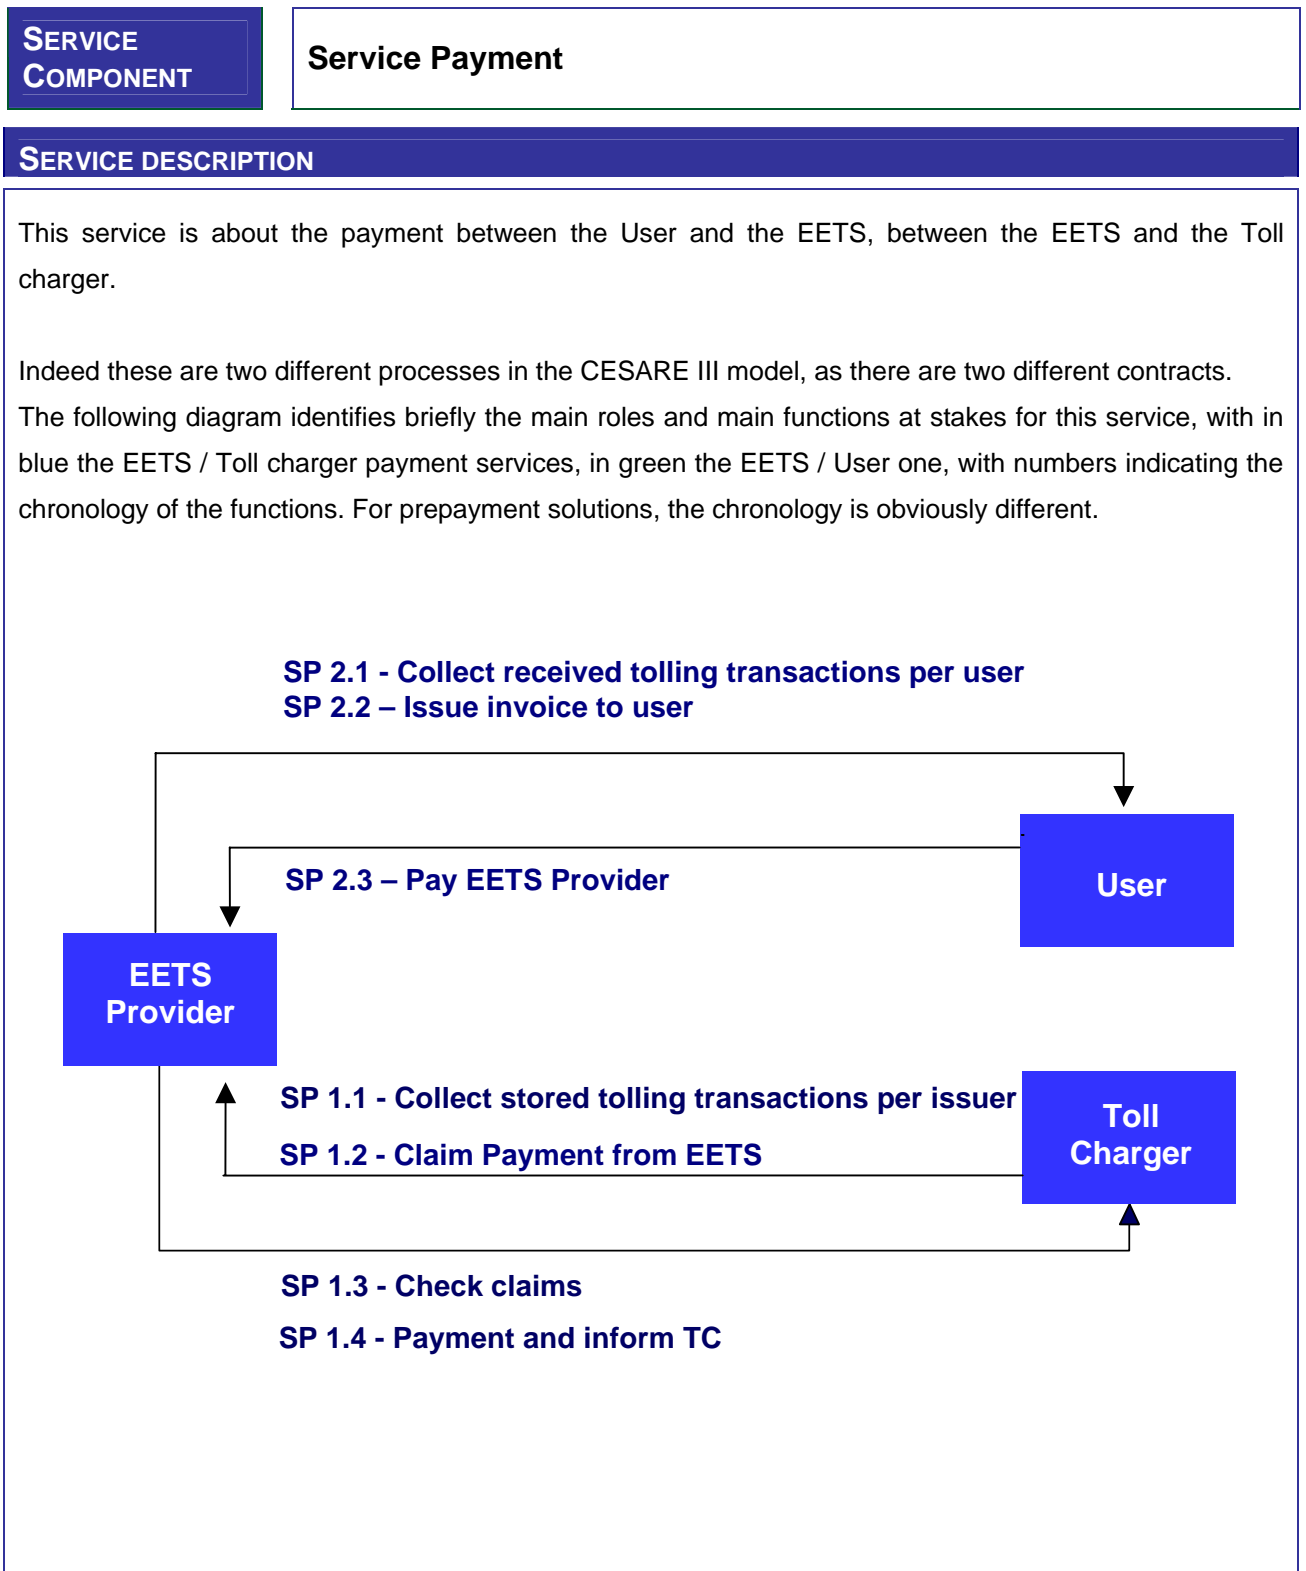 SERVICE
COMPONENT
Service Payment
SERVICE DESCRIPTION
This service is about the payment between the User and the EETS, between the EETS and the Toll
charger.
Indeed these are two different processes in the CESARE III model, as there are two different contracts.
The following diagram identifies briefly the main roles and main functions at stakes for this service, with in
blue the EETS / Toll charger payment services, in green the EETS / User one, with numbers indicating the
chronology of the functions. For prepayment solutions, the chronology is obviously different.
SP 2.1 - Collect received tolling transactions per user
SP 2.2 – Issue invoice to user
-
SP 2.3 – Pay EETS Provider
User
EETS
Provider
SP 1.1 - Collect stored tolling transactions per issuer
SP 1.2 - Claim Payment from EETS
Toll
Charger
SP 1.3 - Check claims
SP 1.4 - Payment and inform TC